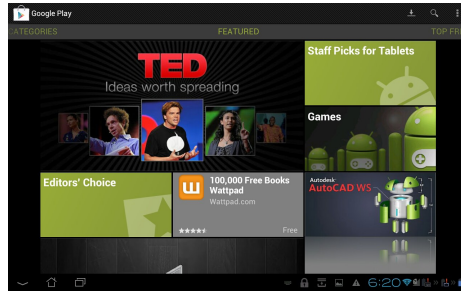 Google Play
CATEGORIES
FEATURED
TOP FR
TED
Ideas worth spreading
Staff Picks for Tablets
Games
Editors' Choice
100,000 Free Books
Wattpad
Wattpad.com
Free
Autodesk
AutoCAD WS
6:20